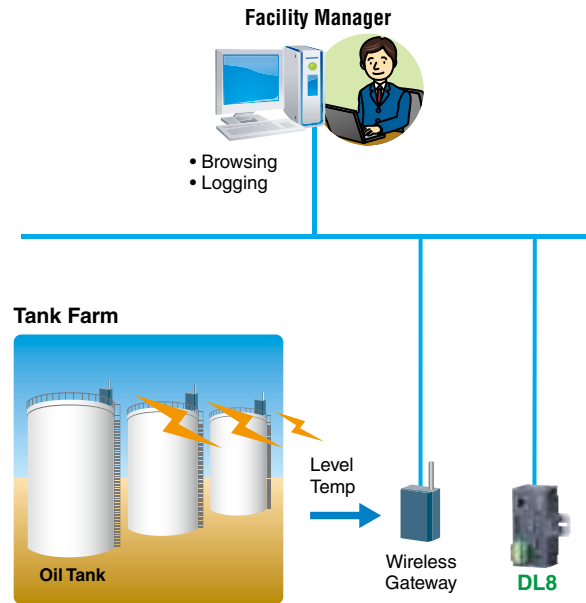 Facility Manager
• Browsing
• Logging
Tank Farm
Level
Temp
Oil Tank
Wireless
Gateway
DL8